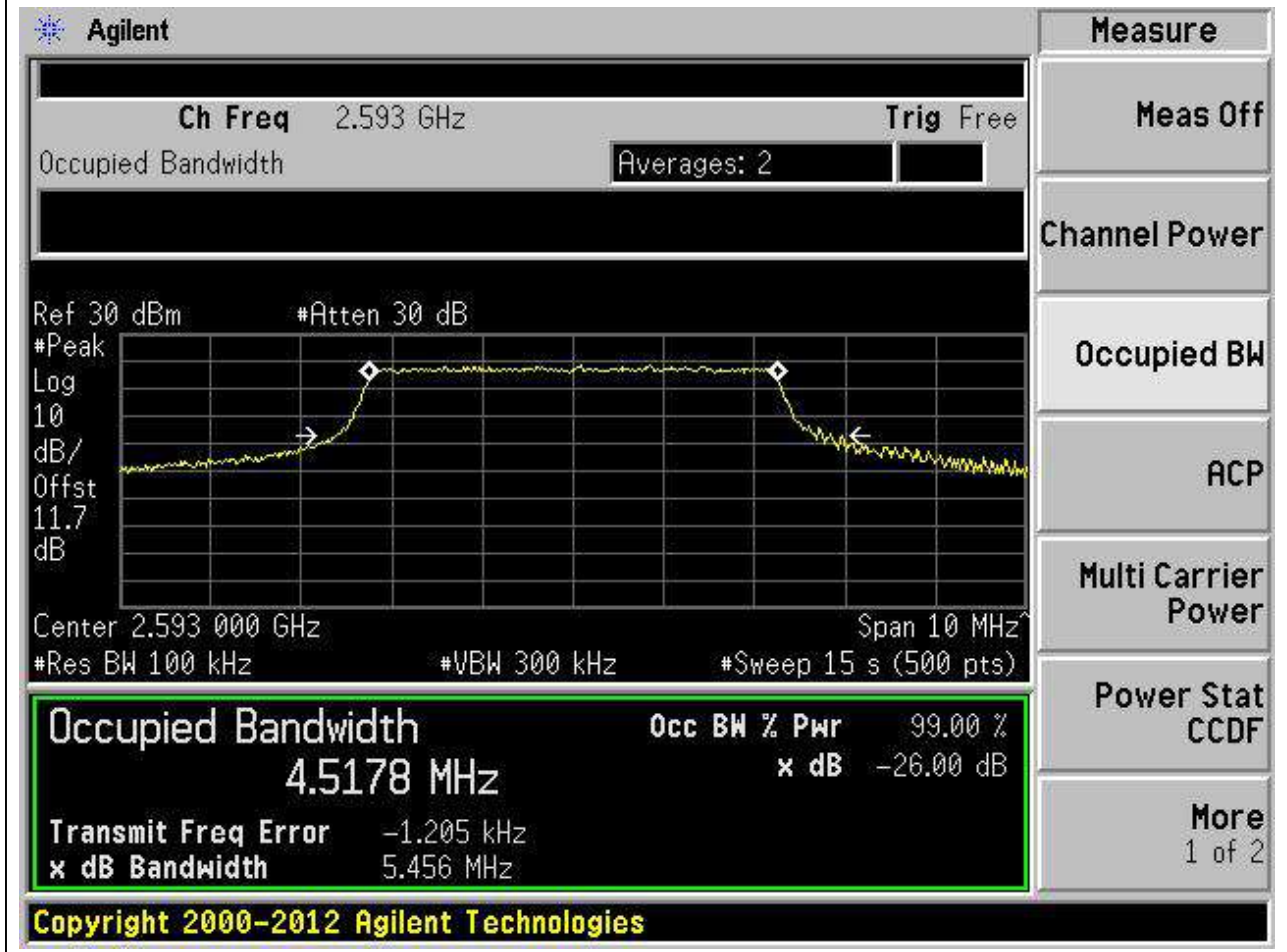 Agilent
Measure
Ch Freq 2.593 GHz Trig Free
Occupied Bandwidth Averages: 2
Meas Off
Channel Power
Occupied BW
ACP
Multi Carrier
Power
Power Stat
CCDF
More
1 of 2
Ref 30 dBm #Atten 30 dB
#Peak
Log
10
dB/
Offst
11.7
dB
Center 2.593 000 GHz Span 10 MHz^
#Res BW 100 kHz #VBW 300 kHz #Sweep 15 s (500 pts)
Occupied Bandwidth Occ BW % Pwr 99.00 %
4.5178 MHz x dB -26.00 dB
Transmit Freq Error -1.205 kHz
x dB Bandwidth 5.456 MHz
Copyright 2000-2012 Agilent Technologies